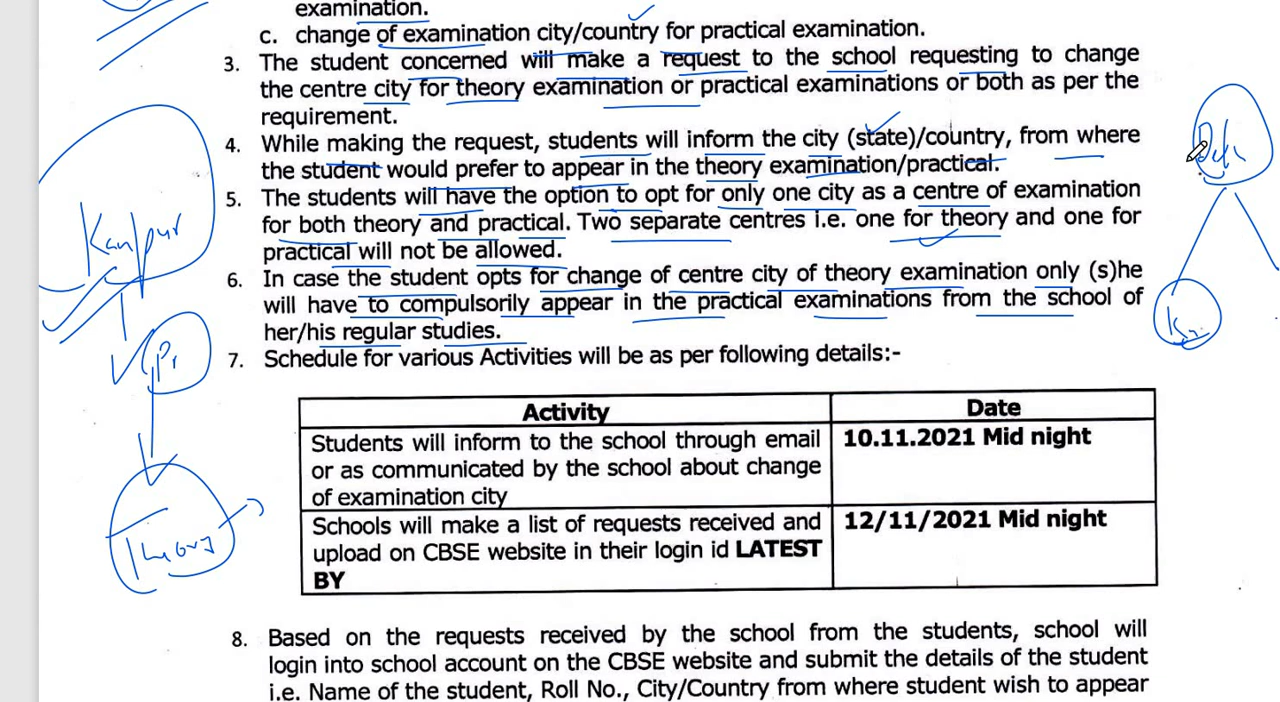 examination.
c. change of examination city/country for practical examination.
3. The student concerned will make a request to the school requesting to change
the centre city for theory examination or practical examinations or both as per the
requirement.
4. While making the request, students will inform the city (state)/country, from where
the student would prefer to appear in the theory examination/practical.
5. The students will have the option to opt for only one city as a centre of examination
for both theory and practical. Two separate centres i.e. one for theory and one for
practical will not be allowed.
6. In case the student opts for change of centre city of theory examination only (s)he
will have to compulsorily appear in the practical examinations from the school of
her/his regular studies.
7. Schedule for various Activities will be as per following details:-
Activity Date
Students will inform to the school through email 10.11.2021 Mid night
or as communicated by the school about change
of examination city
Schools will make a list of requests received and 12/11/2021 Mid night
upload on CBSE website in their login id LATEST
BY
8. Based on the requests received by the school from the students, school will
login into school account on the CBSE website and submit the details of the student
i.e. Name of the student, Roll No., City/Country from where student wish to appear
Kanpur
Pr
Theory